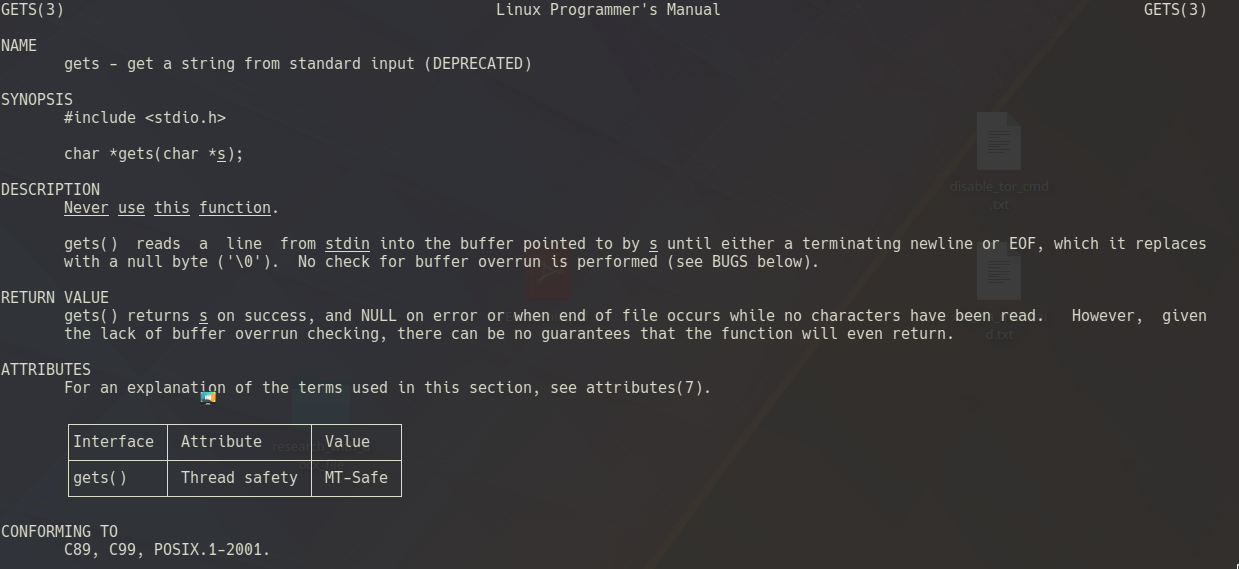 GETS(3) Linux Programmer's Manual GETS(3)
NAME
gets - get a string from standard input (DEPRECATED)
SYNOPSIS
#include <stdio.h>
char *gets(char *s);
DESCRIPTION
Never use this function.
gets() reads a line from stdin into the buffer pointed to by s until either a terminating newline or EOF, which it replaces
with a null byte ('\0'). No check for buffer overrun is performed (see BUGS below).
RETURN VALUE
gets() returns s on success, and NULL on error or when end of file occurs while no characters have been read. However, given
the lack of buffer overrun checking, there can be no guarantees that the function will even return.
ATTRIBUTES
For an explanation of the terms used in this section, see attributes(7).
Interface Attribute Value
gets() Thread safety MT-Safe
CONFORMING TO
C89, C99, POSIX.1-2001.
disable_tor_cmd
.txt
d.txt